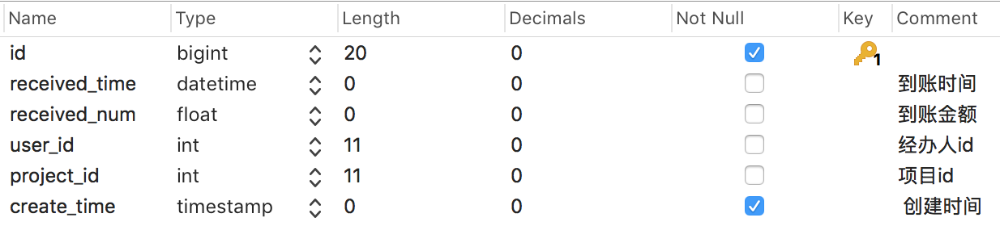 Name Type Length Decimals Not Null Key Comment
id bigint 20 0 1
received_time datetime 0 0 到账时间
received_num float 0 0 到账金额
user_id int 11 0 经办人id
project_id int 11 0 项目id
create_time timestamp 0 0 创建时间